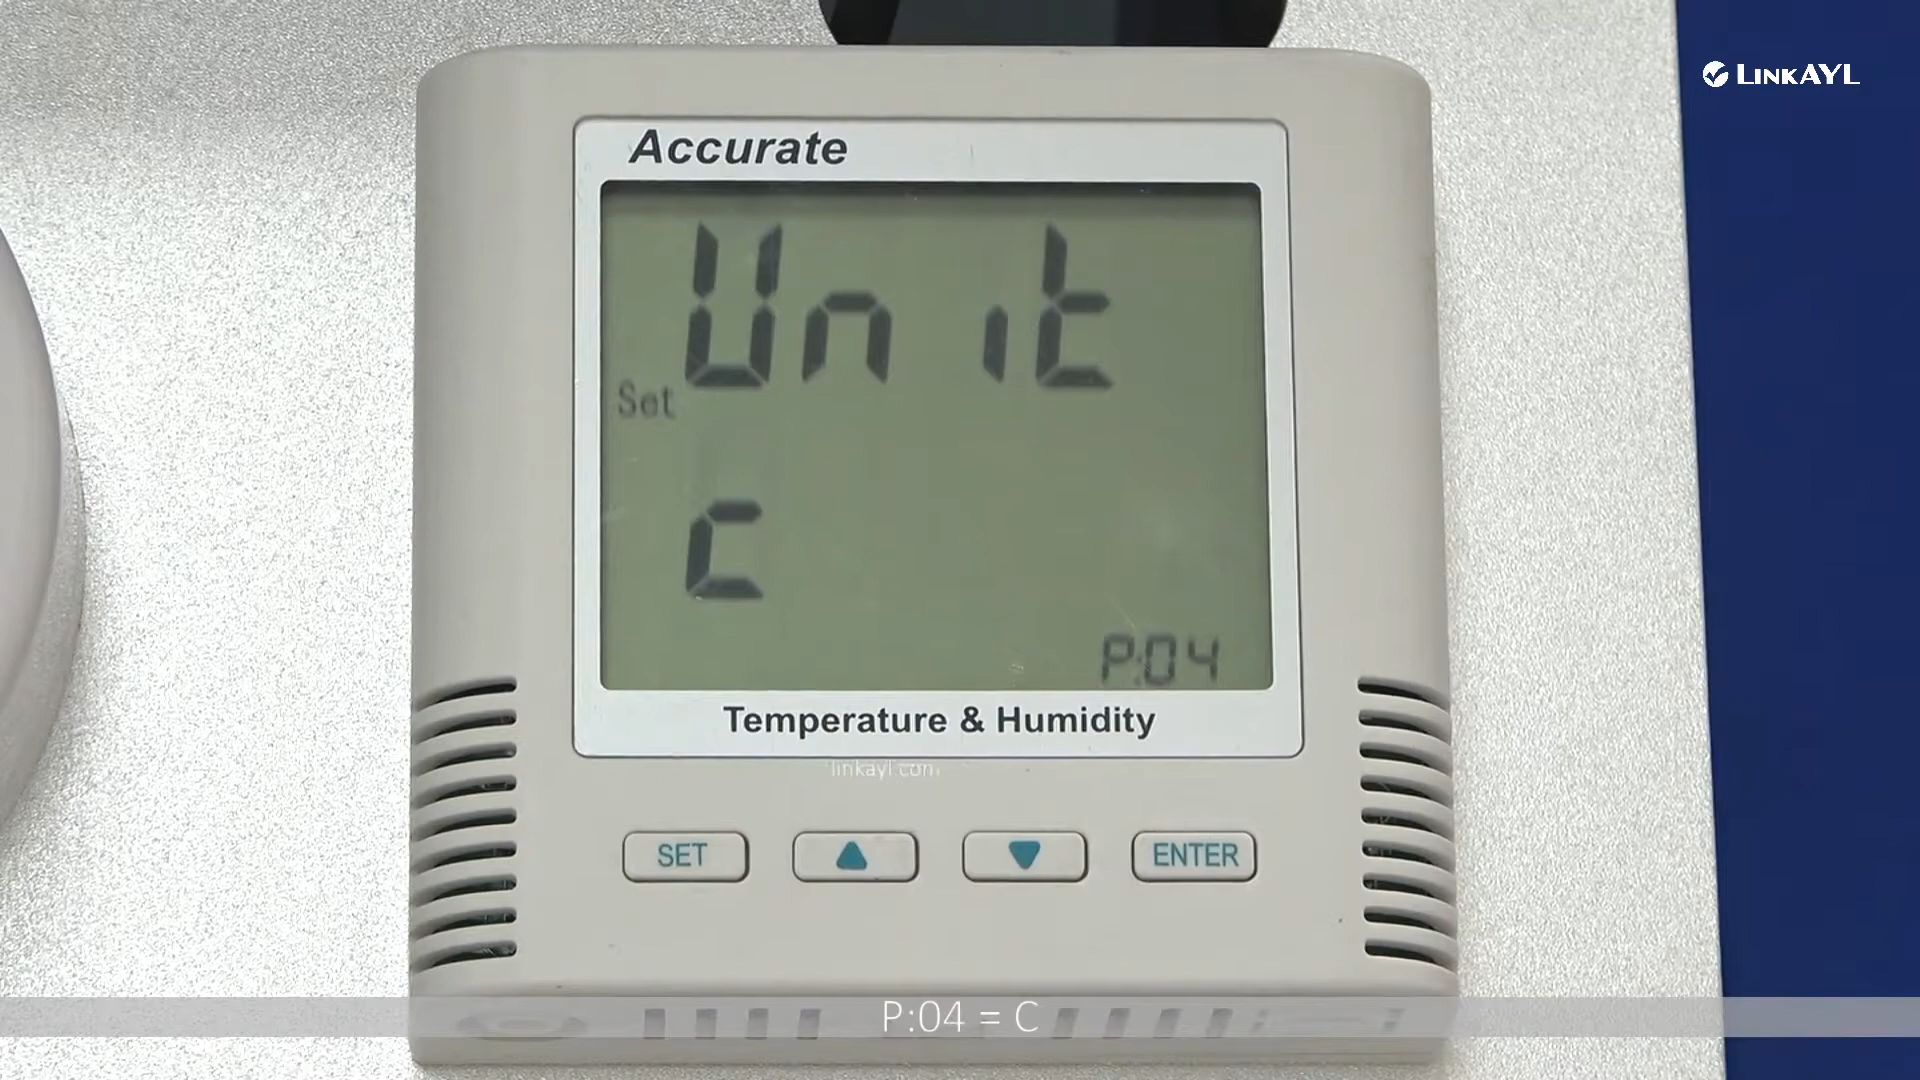 LINKAYL
Accurate
Unit
Set
C
P:04
Temperature & Humidity
linkayl.com
SET
ENTER
P:04 = C